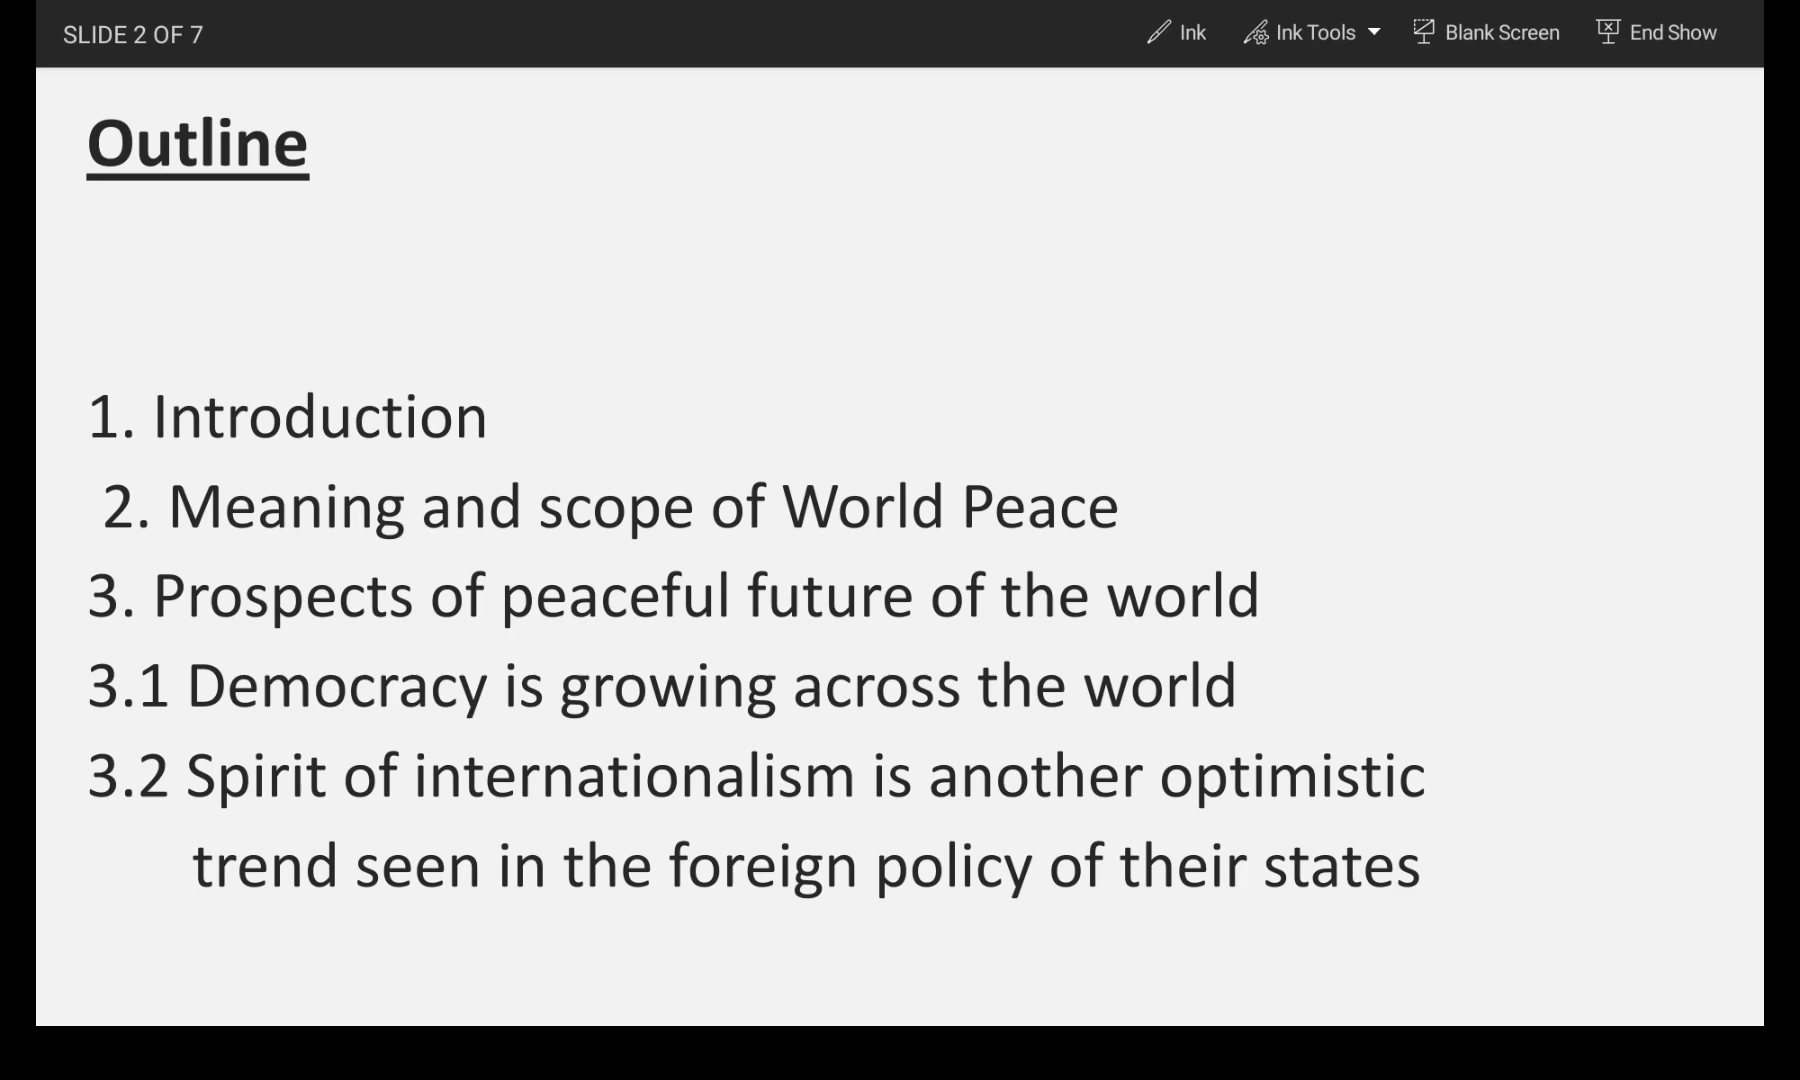 SLIDE 2 OF 7
Ink
Ink Tools
Blank Screen
End Show
Outline
1. Introduction
2. Meaning and scope of World Peace
3. Prospects of peaceful future of the world
3.1 Democracy is growing across the world
3.2 Spirit of internationalism is another optimistic
trend seen in the foreign policy of their states